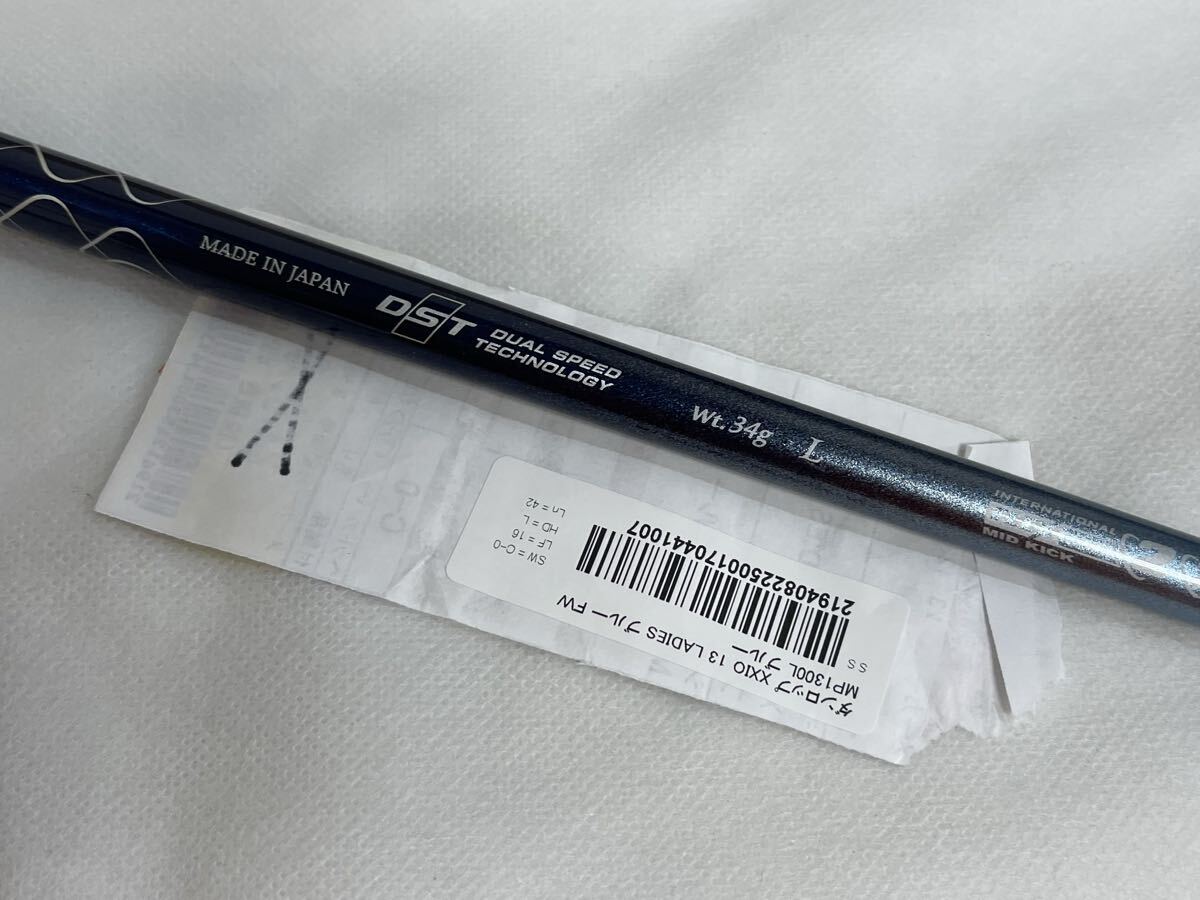 MADE IN JAPAN
DST
DUAL SPEED
TECHNOLOGY
Wt. 34g
L
INTERNATIONAL
MID KICK
ダンロップ XXIO 13 LADIES ブルー FW
MP1300L ブルー
SS
2194082250017044100７
SW = C-0
LF = 16
HD = L
Ln = 42